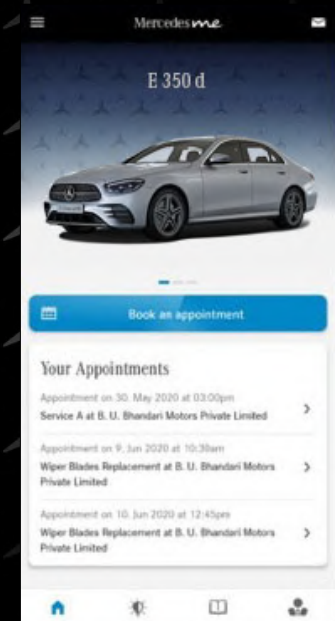 Mercedes me
E 350 d
Book an appointment
Your Appointments
Appointment on 30. May 2020 at 03:00pm
Service A at B. U. Bhandari Motors Private Limited
Appointment on 9. Jun 2020 at 10:30am
Wiper Blades Replacement at B. U. Bhandari Motors
Private Limited
Appointment on 10. Jun 2020 at 12:45pm
Wiper Blades Replacement at B. U. Bhandari Motors
Private Limited